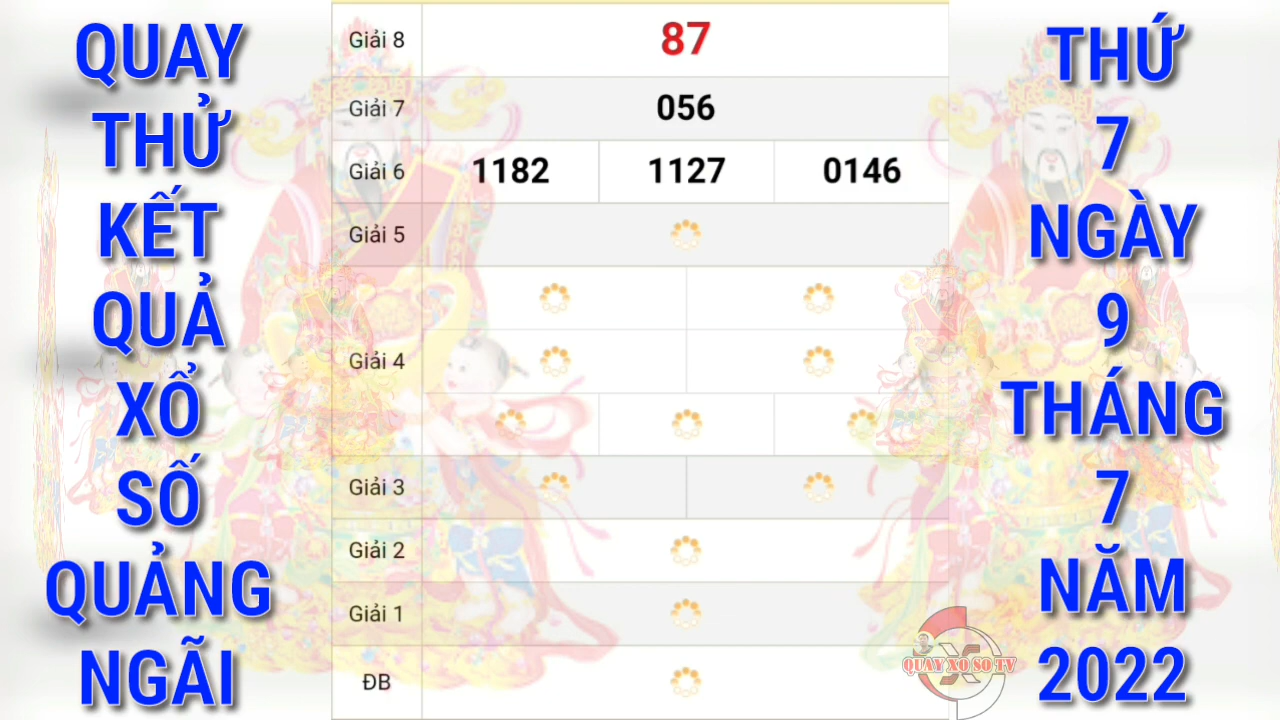 QUAY
THỬ
KẾT
QUẢ
XỔ
SỐ
QUẢNG
NGÃI
Giải 8
87
Giải 7
056
Giải 6
1182 1127 0146
Giải 5
Giải 4
Giải 3
Giải 2
Giải 1
ĐB
THỨ
7
NGÀY
9
THÁNG
7
NĂM
2022
QUAY XO SO TV